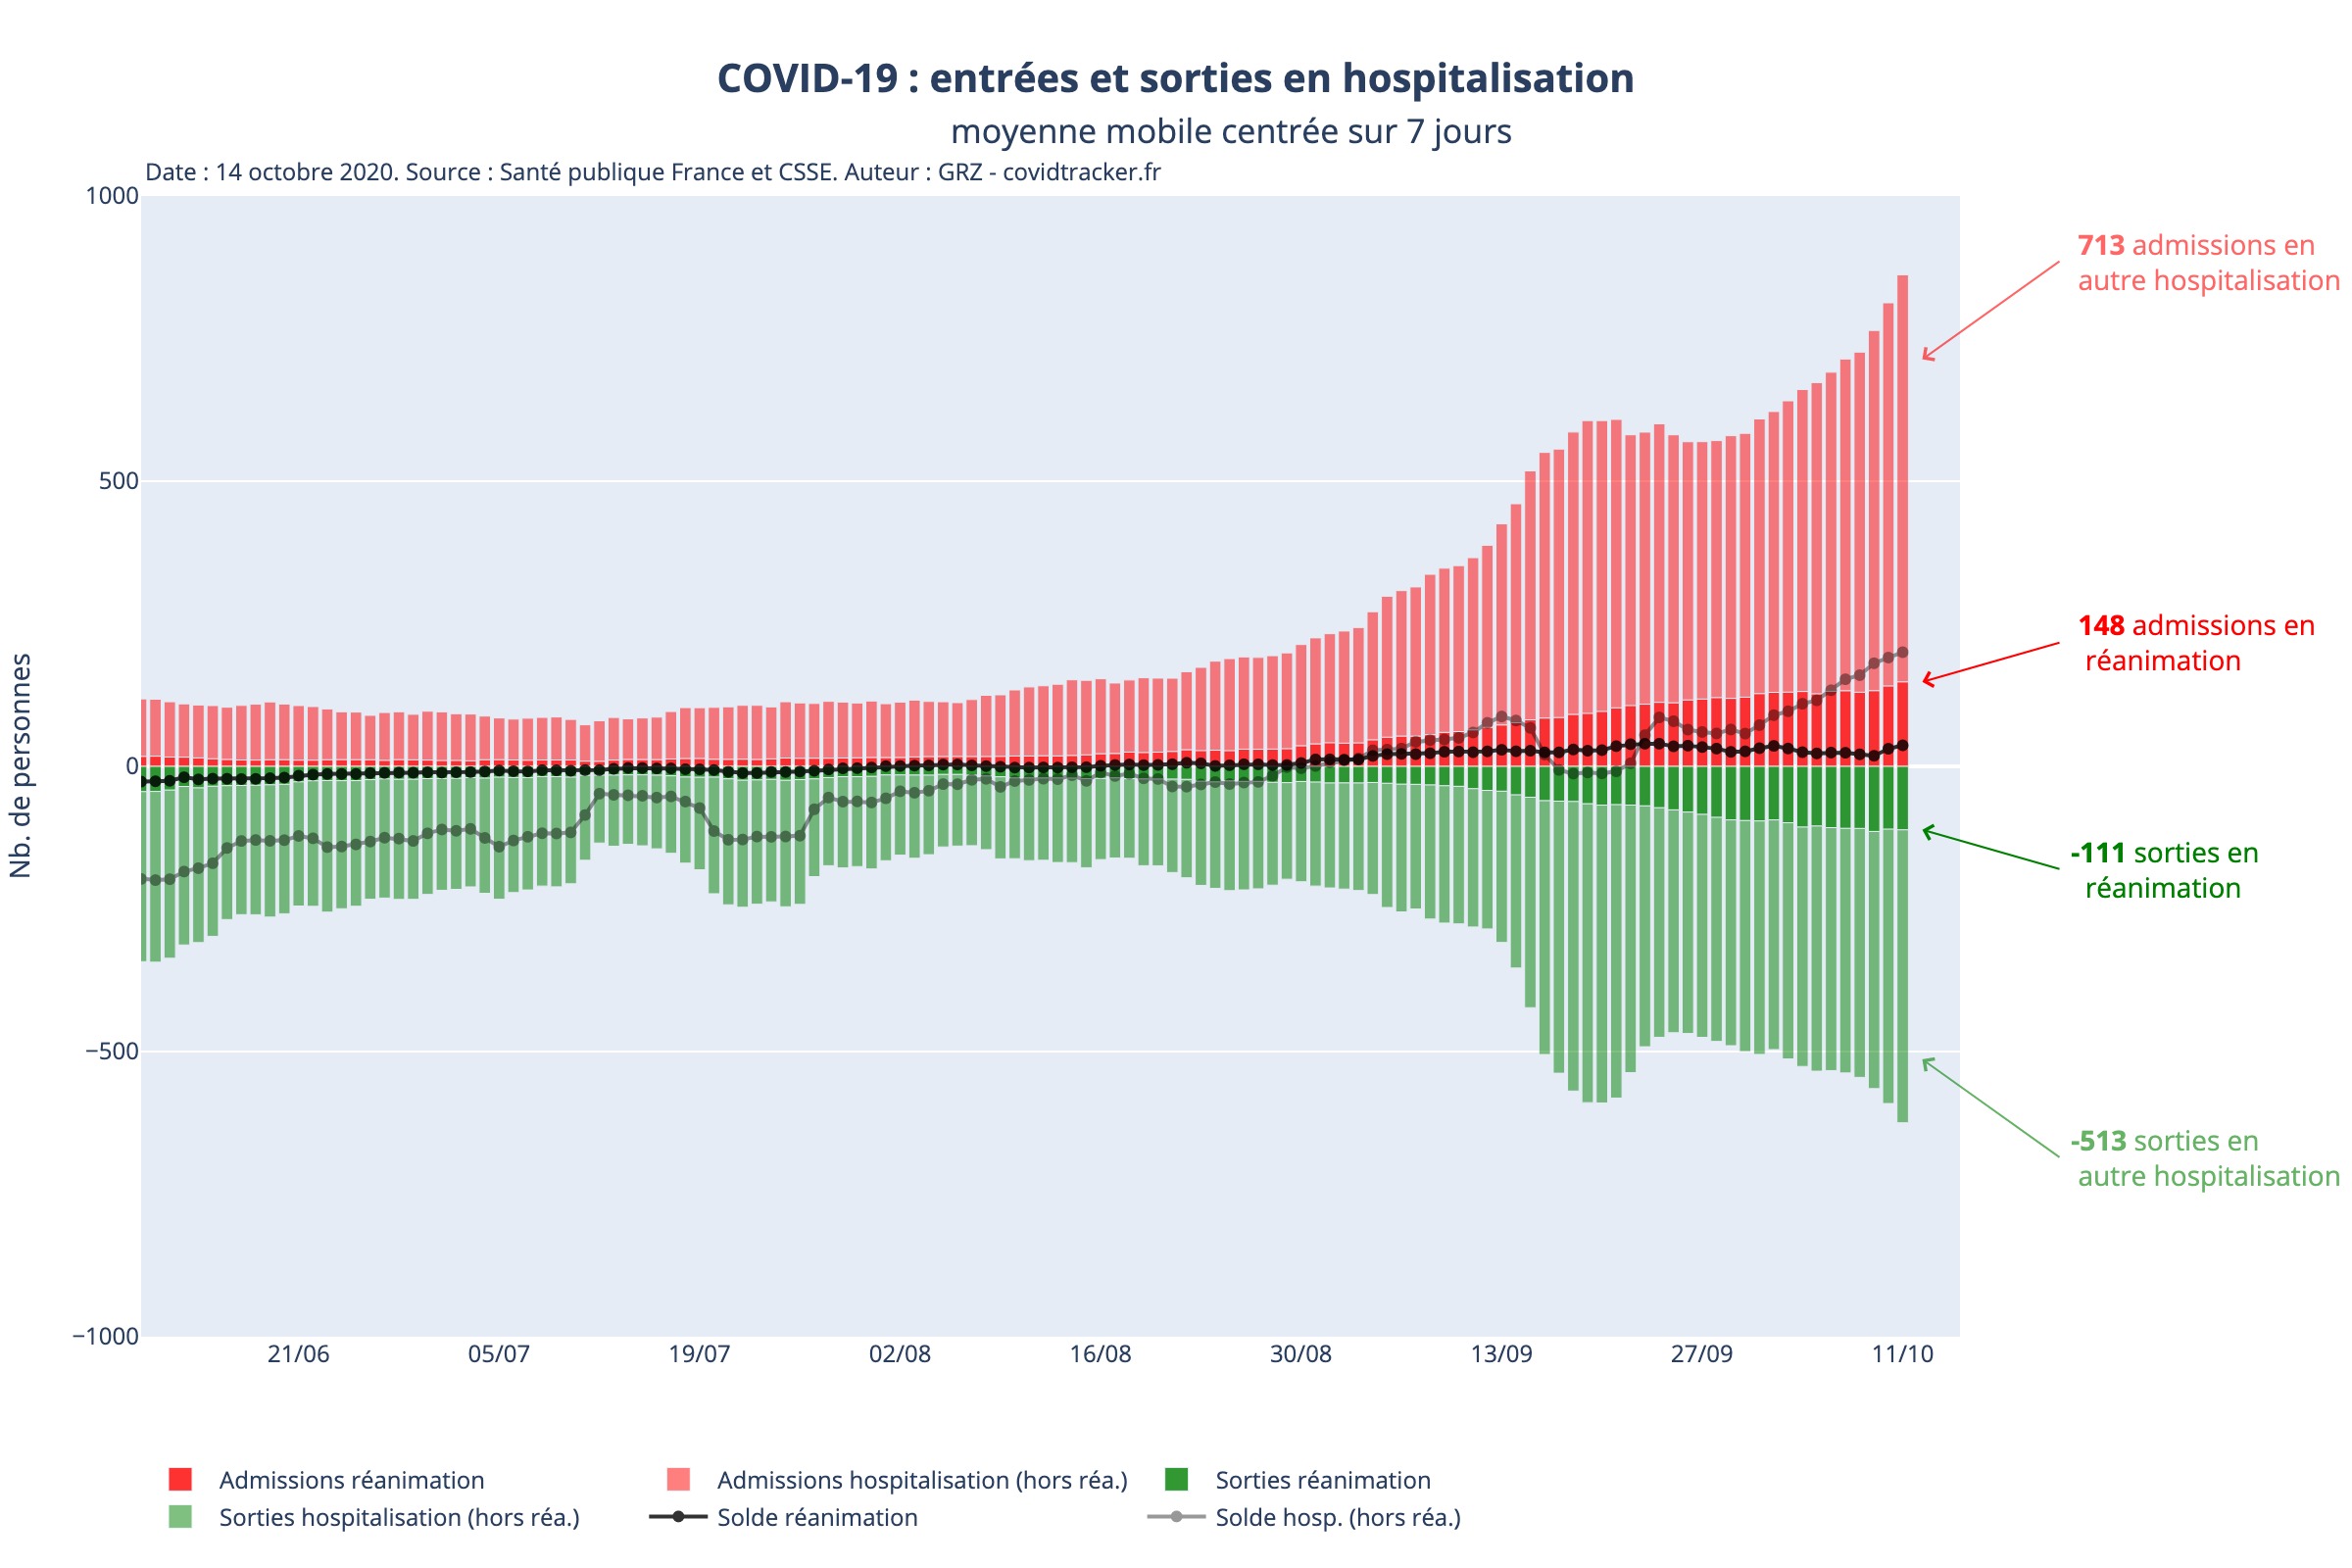 COVID-19 : entrées et sorties en hospitalisation
moyenne mobile centrée sur 7 jours
Date : 14 octobre 2020. Source : Santé publique France et CSSE. Auteur : GRZ - covidtracker.fr
Nb. de personnes
1000
500
0
−500
−1000
713 admissions en
autre hospitalisation
148 admissions en
réanimation
-111 sorties en
réanimation
-513 sorties en
autre hospitalisation
21/06 05/07 19/07 02/08 16/08 30/08 13/09 27/09 11/10
Admissions réanimation Admissions hospitalisation (hors réa.) Sorties réanimation
Sorties hospitalisation (hors réa.) Solde réanimation Solde hosp. (hors réa.)